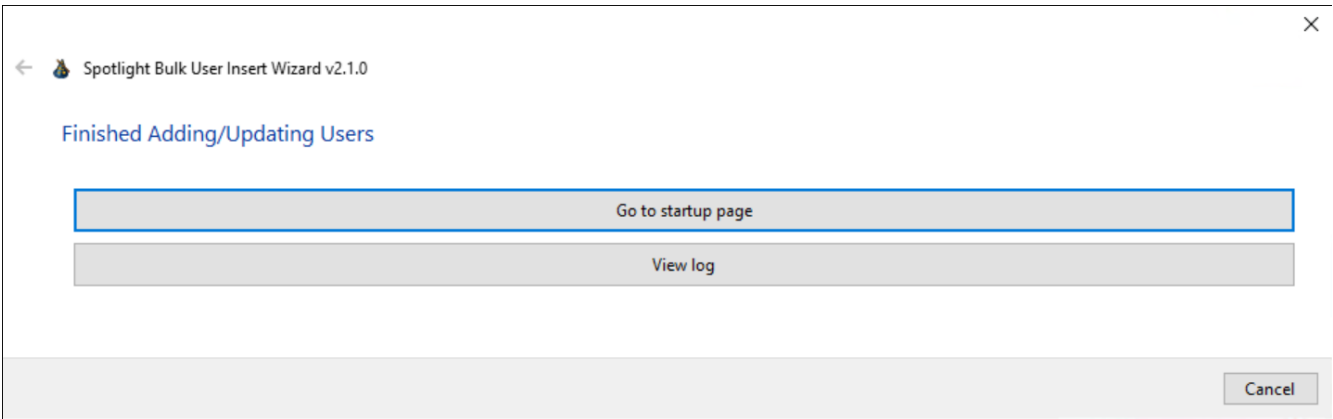 Spotlight Bulk User Insert Wizard v2.1.0
Finished Adding/Updating Users
Go to startup page
View log
Cancel